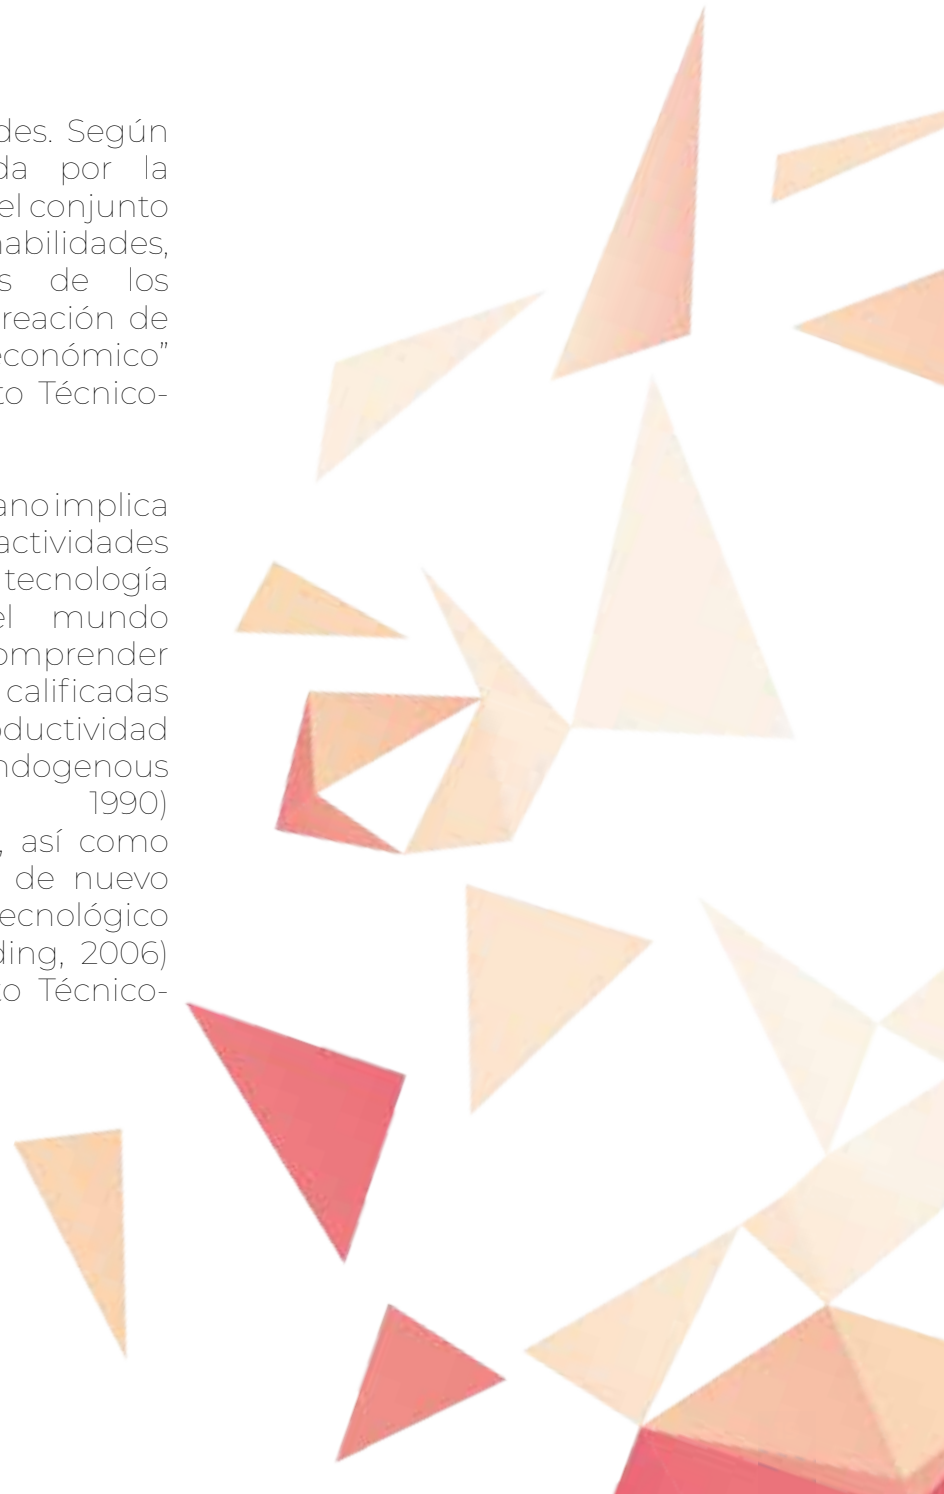 des. Según
da por la
el conjunto
habilidades,
s de los
reación de
económico”
to Técnico-
ano implica
actividades
tecnología
el mundo
omprender
calificadas
oductividad
ndogenous
1990)
, así como
de nuevo
ecnológico
ding, 2006)
to Técnico-